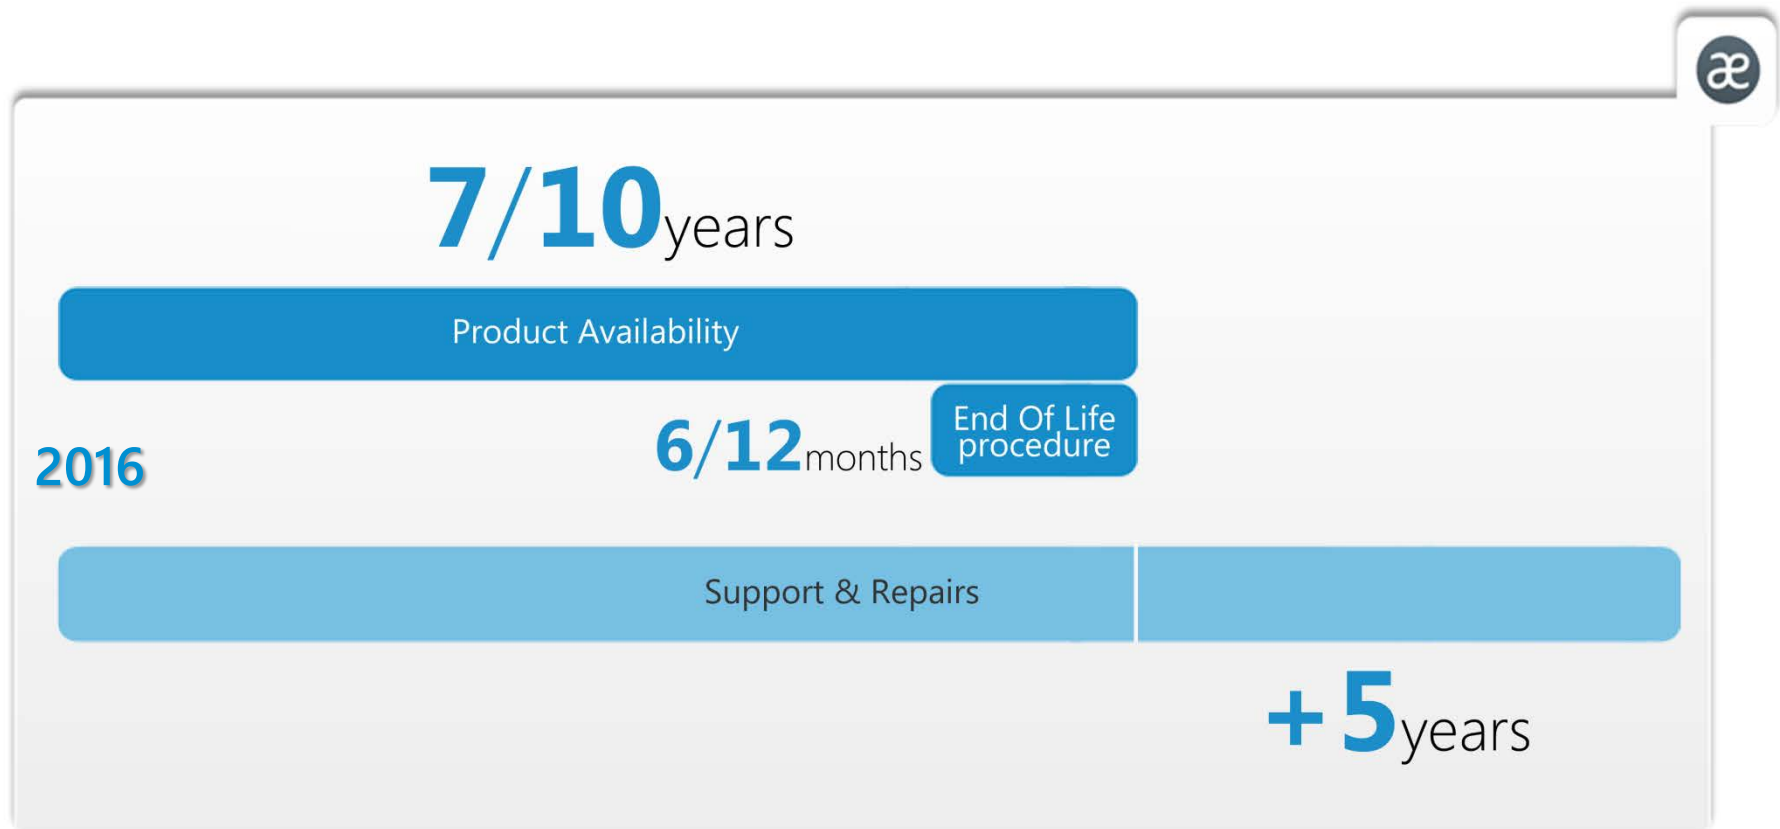 æ
7/10years
Product Availability
6/12months
End Of Life
procedure
2016
Support & Repairs
+5years